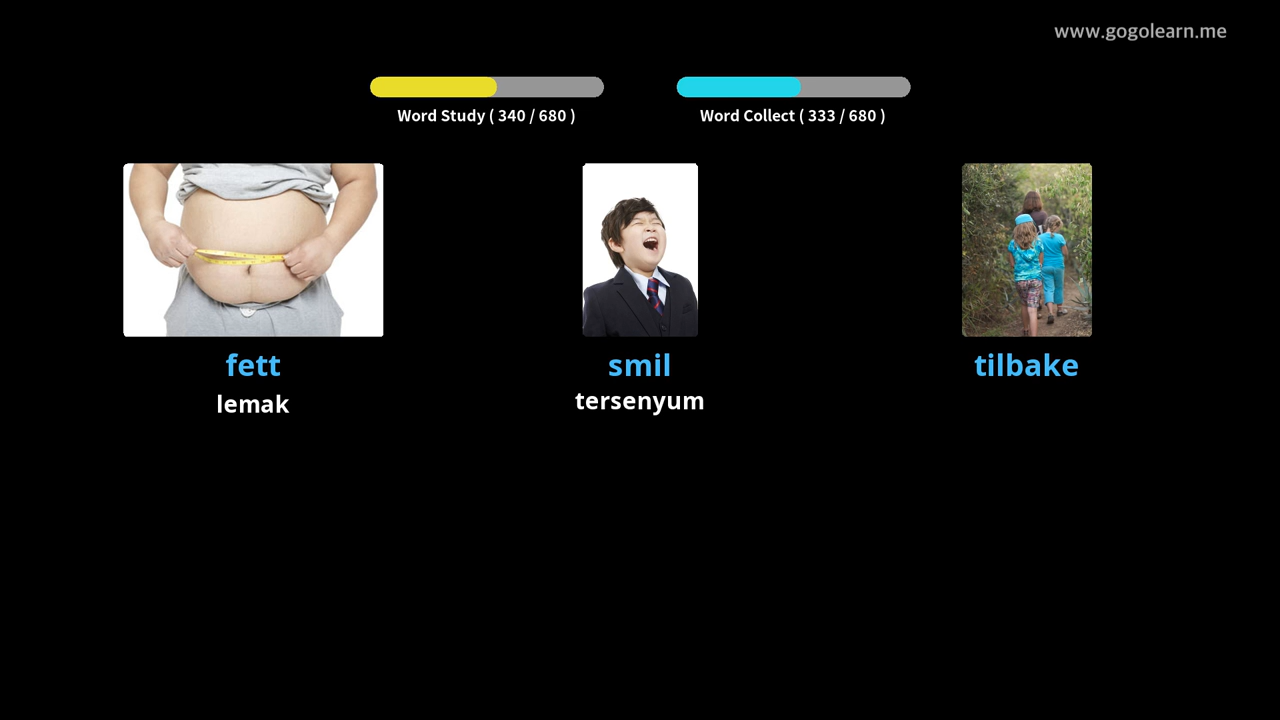 www.gogolearn.me
Word Study ( 340 / 680 )
Word Collect ( 333 / 680 )
fett
smil
tilbake
lemak
tersenyum